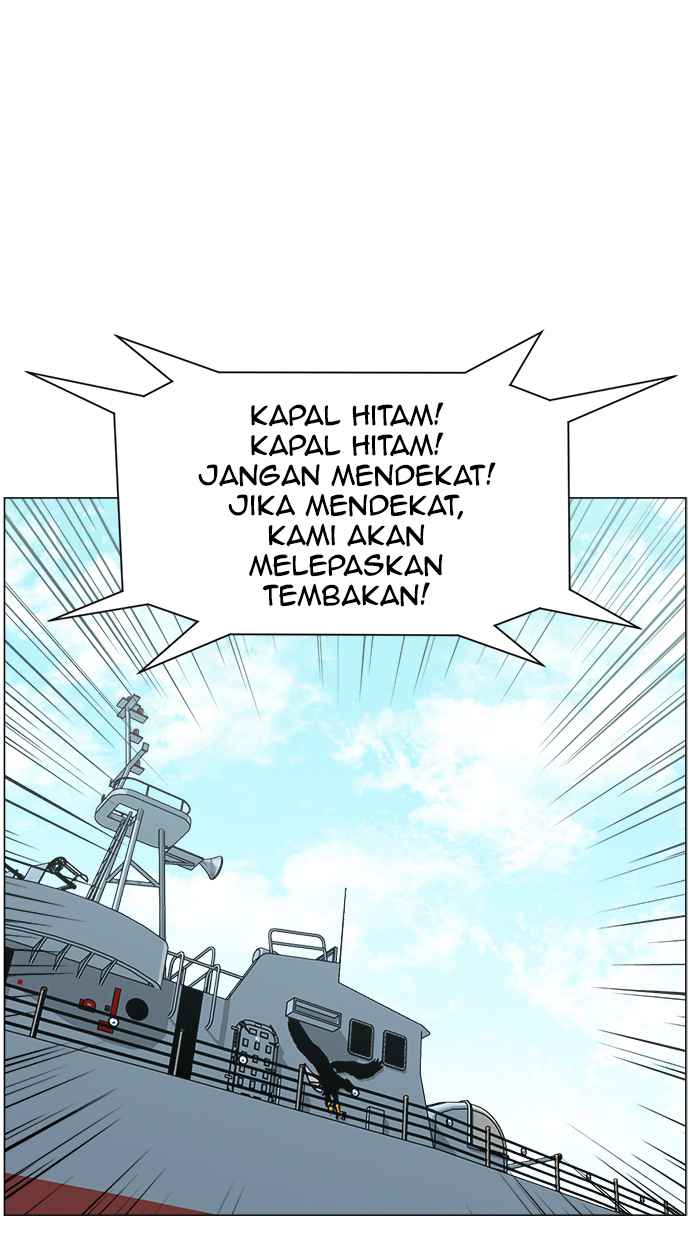 KAPAL HITAM!
KAPAL HITAM!
JANGAN MENDEKAT!
JIKA MENDEKAT,
KAMI AKAN
MELEPASKAN
TEMBAKAN!